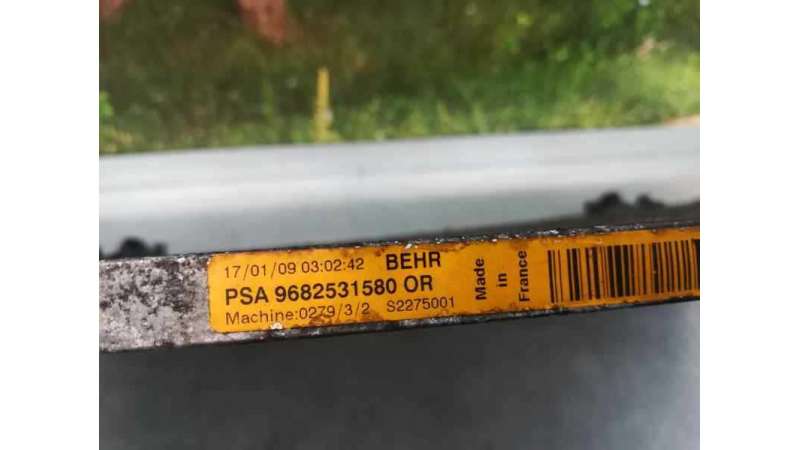 17/01/09 03:02:42 BEHR
PSA 9682531580 OR
Machine:0279/3/2 S2275001
Made
in
France